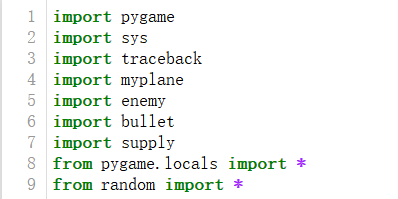 1 import pygame
2 import sys
3 import traceback
4 import myplane
5 import enemy
6 import bullet
7 import supply
8 from pygame.locals import *
9 from random import *